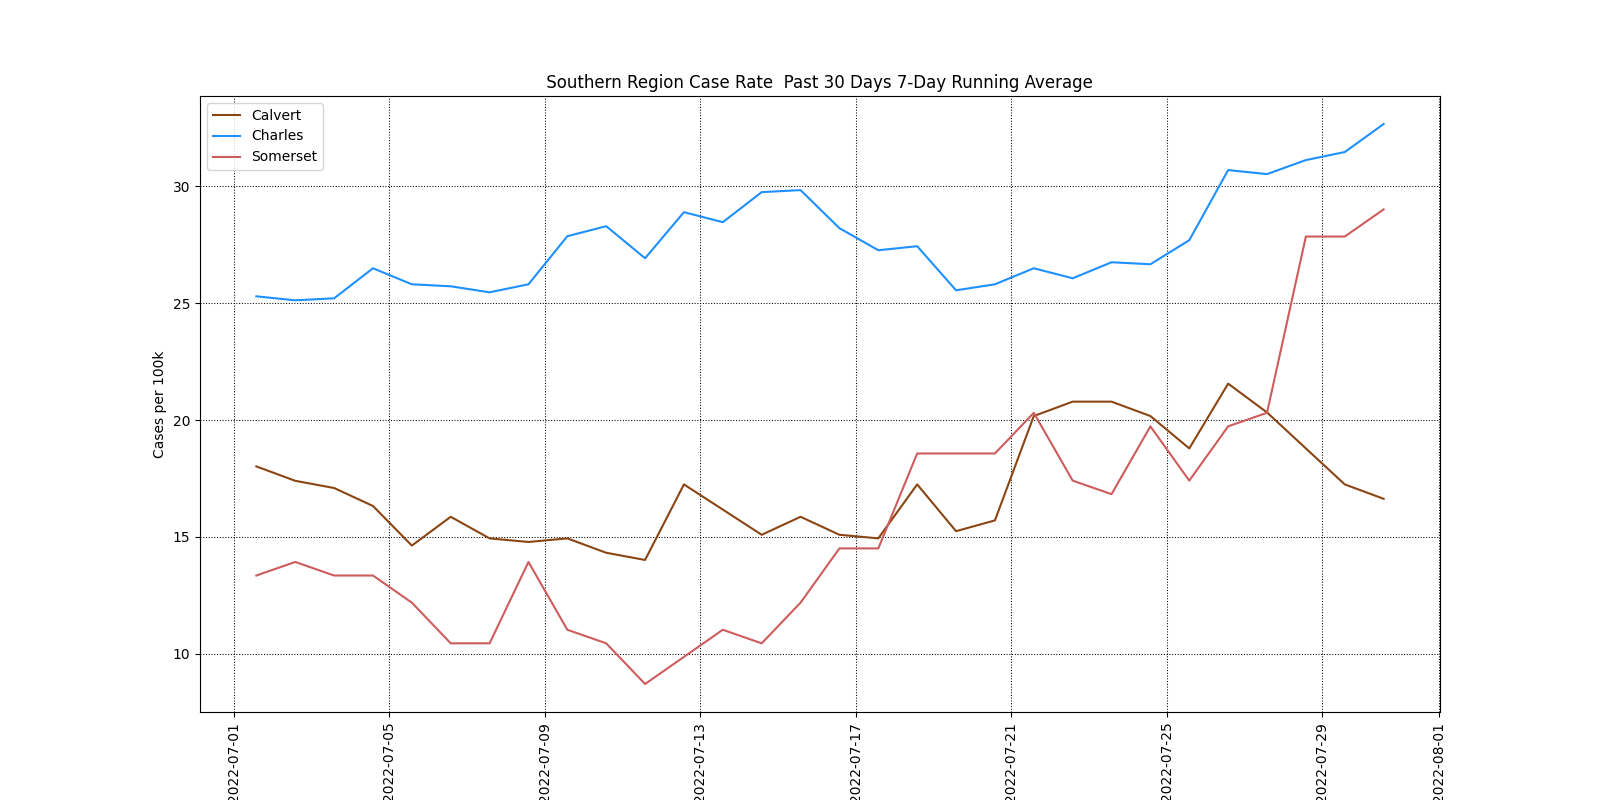 Southern Region Case Rate  Past 30 Days 7-Day Running Average
Calvert
Charles
Somerset
Cases per 100k
30
25
20
15
10
2022-07-01
2022-07-05
2022-07-09
2022-07-13
2022-07-17
2022-07-21
2022-07-25
2022-07-29
2022-08-01